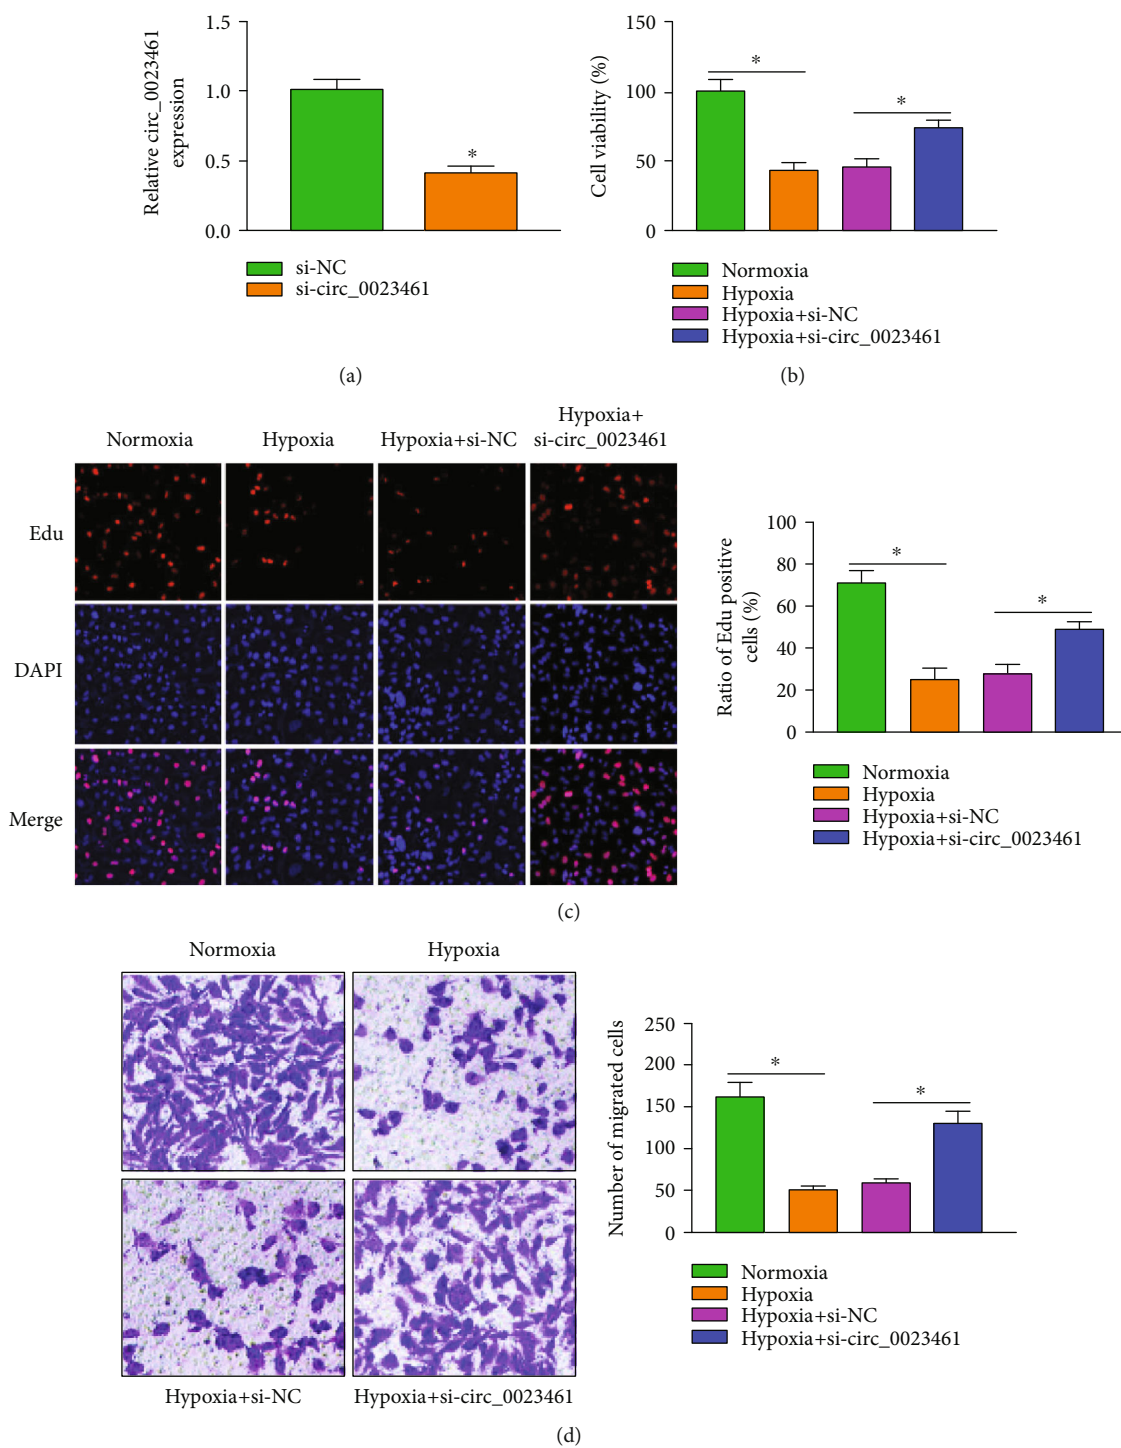 1.5
1.0
0.5
0.0
Relative circ_0023461
expression
*
si-NC
si-circ_0023461
(a)
150
100
50
0
Cell viability (%)
*
*
Normoxia
Hypoxia
Hypoxia+si-NC
Hypoxia+si-circ_0023461
(b)
Normoxia
Hypoxia
Hypoxia+si-NC
Hypoxia+
si-circ_0023461
Edu
DAPI
Merge
100
80
60
40
20
0
Ratio of Edu positive
cells (%)
*
*
Normoxia
Hypoxia
Hypoxia+si-NC
Hypoxia+si-circ_0023461
(c)
Normoxia
Hypoxia
Hypoxia+si-NC
Hypoxia+si-circ_0023461
250
200
150
100
50
0
Number of migrated cells
*
*
Normoxia
Hypoxia
Hypoxia+si-NC
Hypoxia+si-circ_0023461
(d)